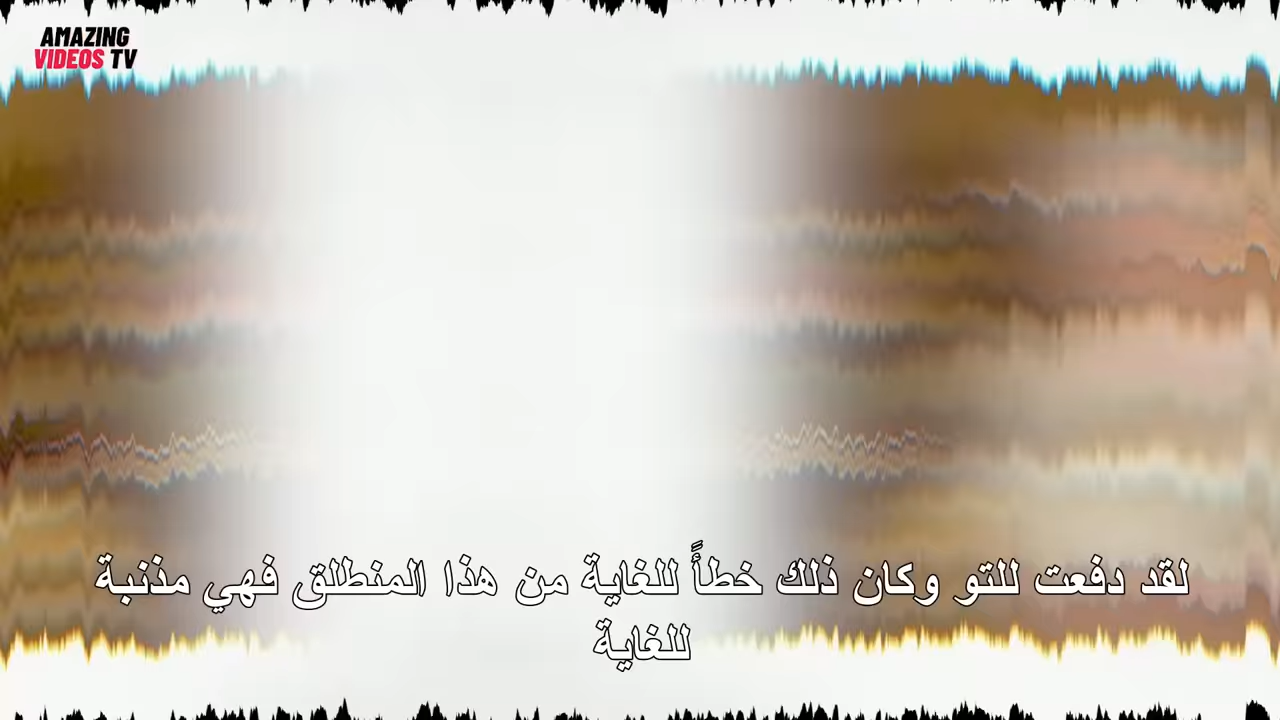 AMAZING
VIDEOS TV
لقد دفعت للتو وكان ذلك خطأً للغاية من هذا المنطلق فهي مذنبة
للغاية